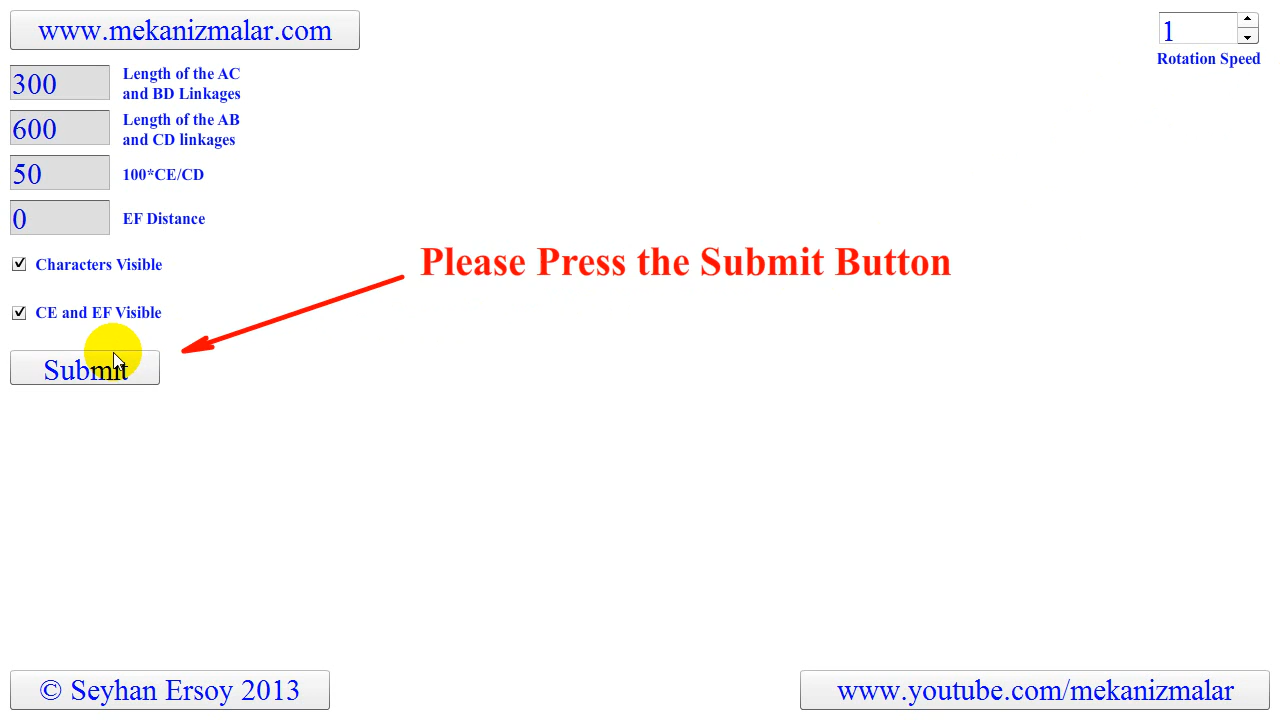 www.mekanizmalar.com
1
Rotation Speed
300
Length of the AC
and BD Linkages
600
Length of the AB
and CD linkages
50
100*CE/CD
0
EF Distance
Characters Visible
Please Press the Submit Button
CE and EF Visible
Submit
© Seyhan Ersoy 2013
www.youtube.com/mekanizmalar